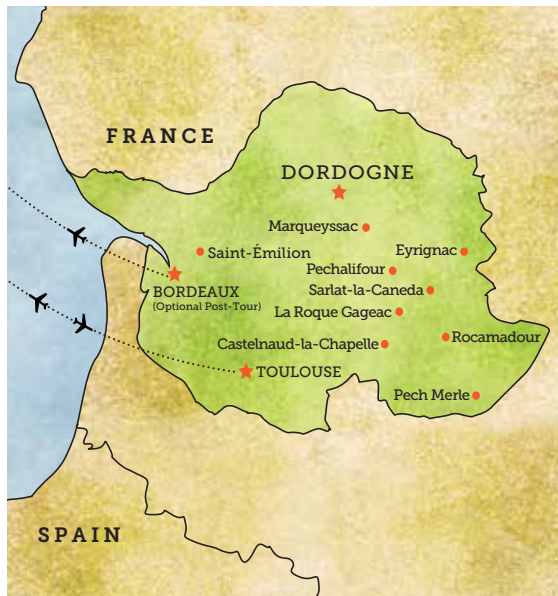 FRANCE
DORDOGNE
Marqueyssac
Saint-Émilion
Eyrignac
Pechalifour
BORDEAUX
(Optional Post-Tour)
Sarlat-la-Caneda
La Roque Gageac
Castelnaud-la-Chapelle
Rocamadour
TOULOUSE
Pech Merle
SPAIN